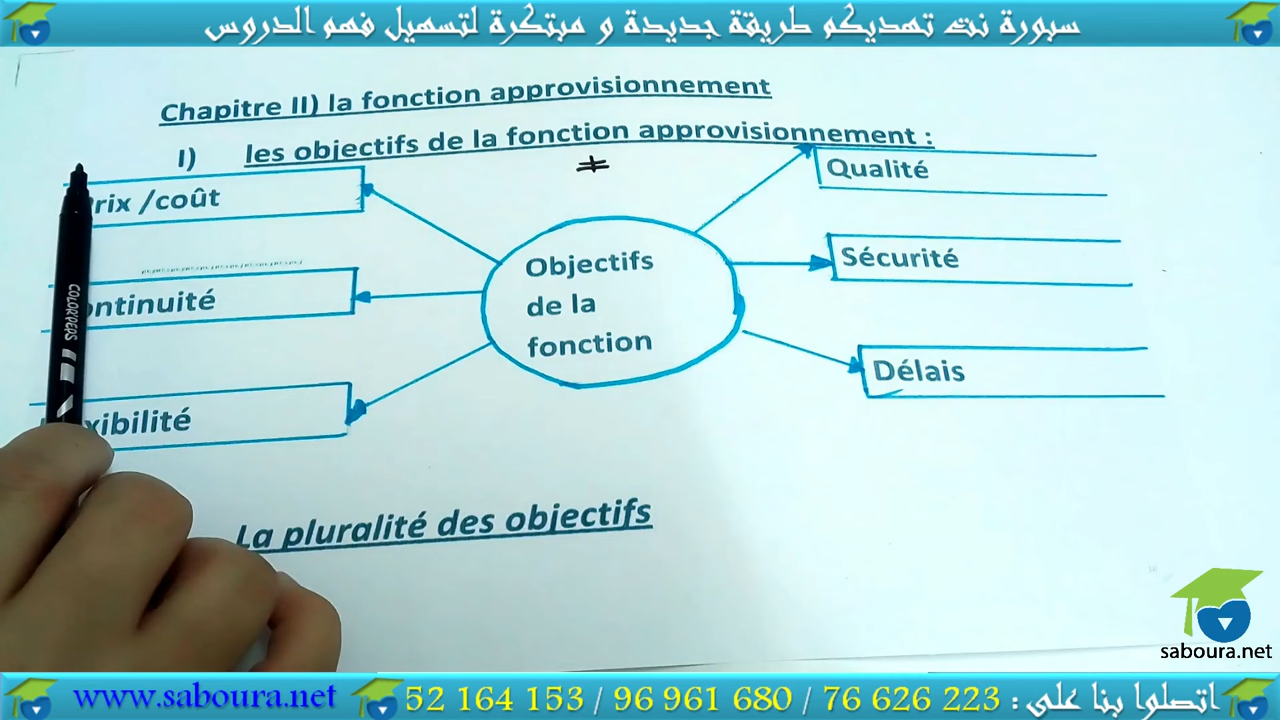 سبورة نت تهديكم طريقة جديدة و مبتكرة لتسهيل فهم الدروس
Chapitre II) la fonction approvisionnement
I) les objectifs de la fonction approvisionnement :
rix /coût
Qualité
Objectifs
de la
fonction
ontinuité
Sécurité
xibilité
Délais
La pluralité des objectifs
COLORPEPS
saboura.net
www.saboura.net
52 164 153 / 96 961 680 / 76 626 223 : اتصلوا بنا على